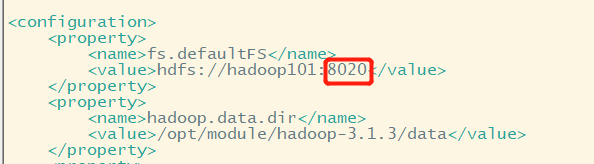 <configuration>
<property>
<name>fs.defaultFS</name>
<value>hdfs://hadoop101:8020</value>
</property>
<property>
<name>hadoop.data.dir</name>
<value>/opt/module/hadoop-3.1.3/data</value>
</property>